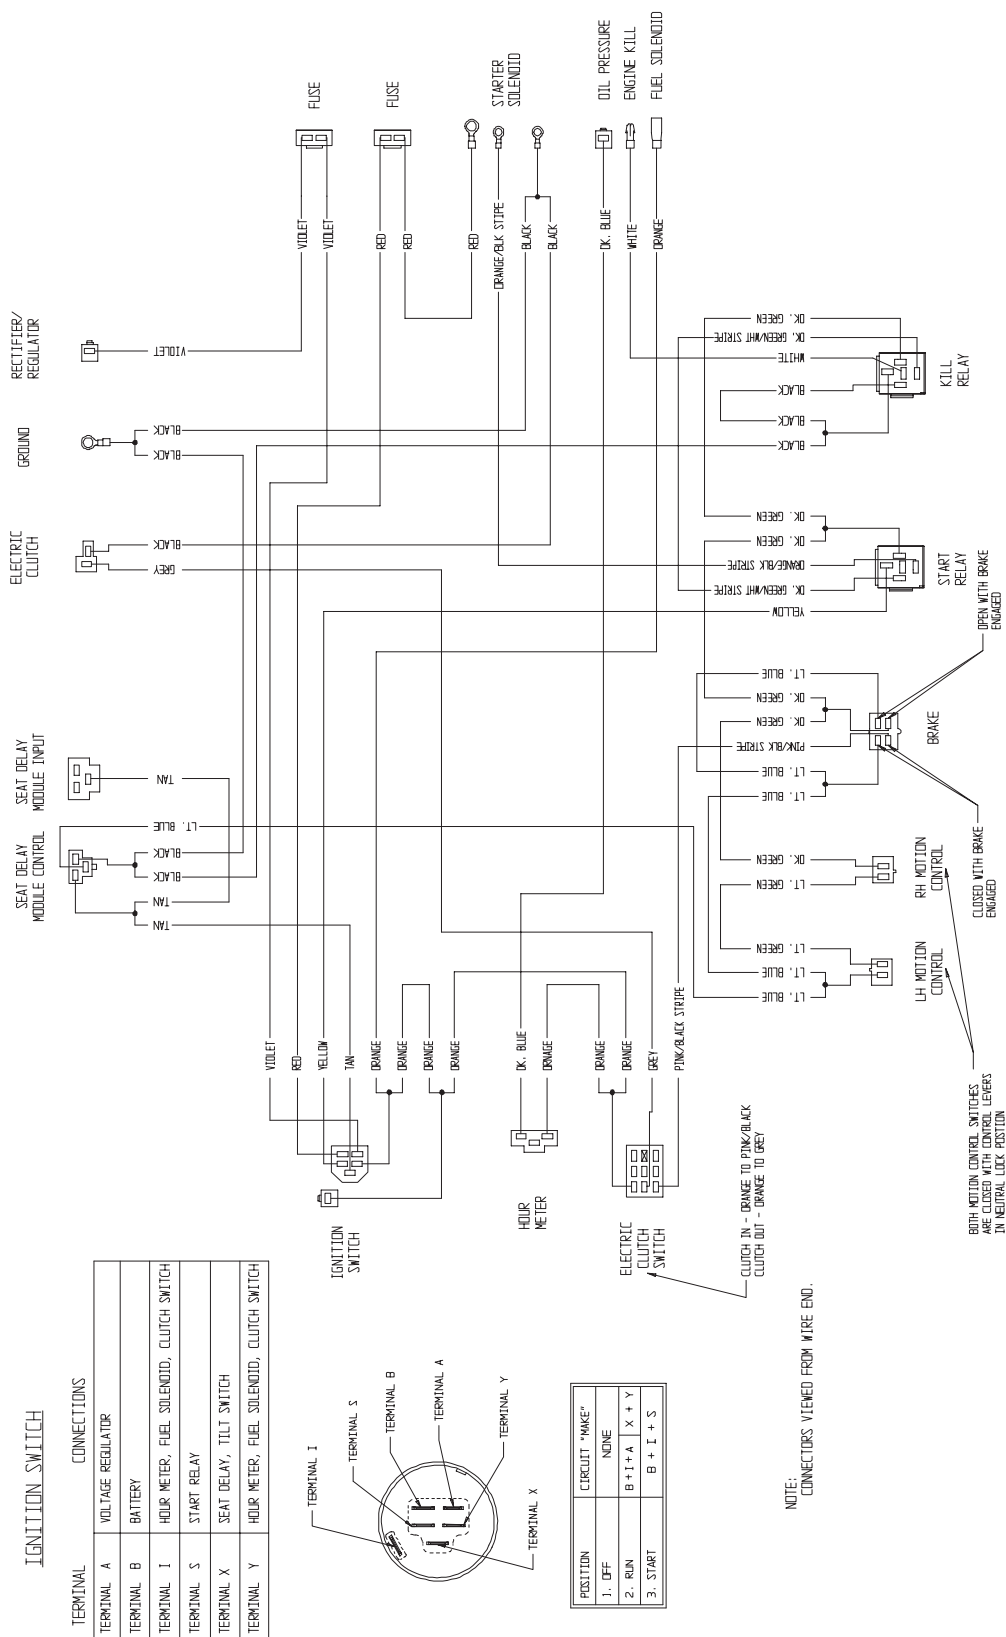 IGNITION SWITCH
TERMINAL CONNECTIONS
TERMINAL A VOLTAGE REGULATOR
TERMINAL B BATTERY
TERMINAL I HOUR METER, FUEL SOLENOID, CLUTCH SWITCH
TERMINAL S START RELAY
TERMINAL X SEAT DELAY, TILT SWITCH
TERMINAL Y HOUR METER, FUEL SOLENOID, CLUTCH SWITCH
TERMINAL I
TERMINAL S
TERMINAL B
TERMINAL A
TERMINAL Y
TERMINAL X
POSITION CIRCUIT "MAKE"
1. OFF NONE
2. RUN B+I+A X + Y
3. START B + I + S
NOTE:
CONNECTORS VIEWED FROM WIRE END.
SEAT DELAY
MODULE CONTROL
SEAT DELAY
MODULE INPUT
ELECTRIC
CLUTCH
GROUND
RECTIFIER/
REGULATOR
TAN
TAN
BLACK
BLACK
LT. BLUE
TAN
GREY
BLACK
BLACK
BLACK
VIOLET
FUSE
FUSE
STARTER
SOLENOID
OIL PRESSURE
ENGINE KILL
FUEL SOLENOID
VIOLET
VIOLET
RED
RED
RED
ORANGE/BLK STIPE
BLACK
BLACK
DK. BLUE
WHITE
ORANGE
IGNITION
SWITCH
VIOLET
RED
YELLOW
TAN
ORANGE
ORANGE
ORANGE
ORANGE
HOUR
METER
DK. BLUE
ORNAGE
ELECTRIC
CLUTCH
SWITCH
ORANGE
ORANGE
GREY
PINK/BLACK STRIPE
CLUTCH IN - ORANGE TO PINK/BLACK
CLUTCH OUT - ORANGE TO GREY
LT. BLUE
LT. BLUE
LT. GREEN
LH MOTION
CONTROL
LT. GREEN
DK. GREEN
RH MOTION
CONTROL
LT. BLUE
LT. BLUE
PINK/BLK STRIPE
DK. GREEN
DK. GREEN
LT. BLUE
BRAKE
YELLOW
DK. GREEN/WHT STRIPE
ORANGE/BLK STRIPE
DK. GREEN
DK. GREEN
START
RELAY
BLACK
BLACK
BLACK
WHITE
DK. GREEN/WHT STRIPE
DK. GREEN
KILL
RELAY
OPEN WITH BRAKE
ENGAGED
CLOSED WITH BRAKE
ENGAGED
BOTH MOTION CONTROL SWITCHES
ARE CLOSED WITH CONTROL LEVERS
IN NEUTRAL LOCK POSTION